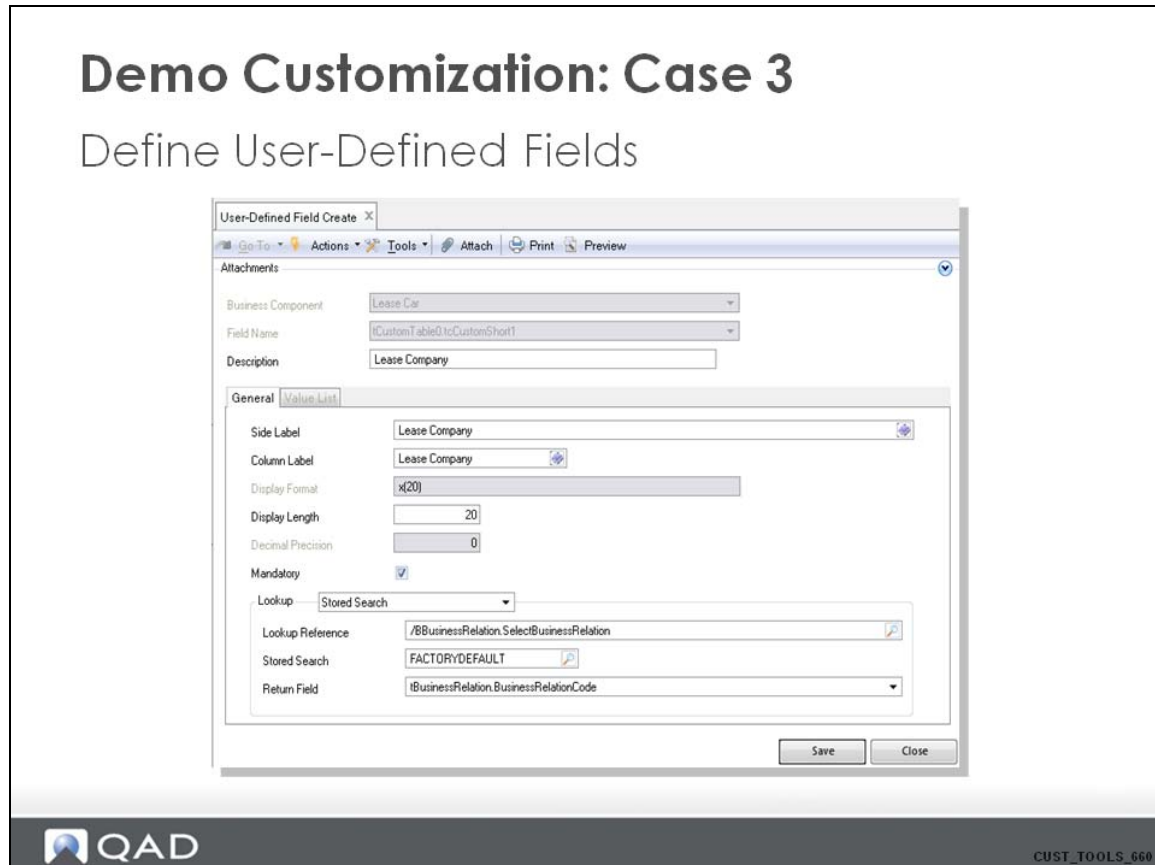 Demo Customization: Case 3
Define User-Defined Fields
User-Defined Field Create X
Go To Actions Tools Attach Print Preview
Attachments
Business Component Lease Car
Field Name tCustomTable0.tcCustomShort1
Description Lease Company
General Value List
Side Label Lease Company
Column Label Lease Company
Display Format x(20)
Display Length 20
Decimal Precision 0
Mandatory
Lookup Stored Search
Lookup Reference /BBusinessRelation.SelectBusinessRelation
Stored Search FACTORYDEFAULT
Return Field tBusinessRelation.BusinessRelationCode
Save Close
QAD
CUST_TOOLS_660